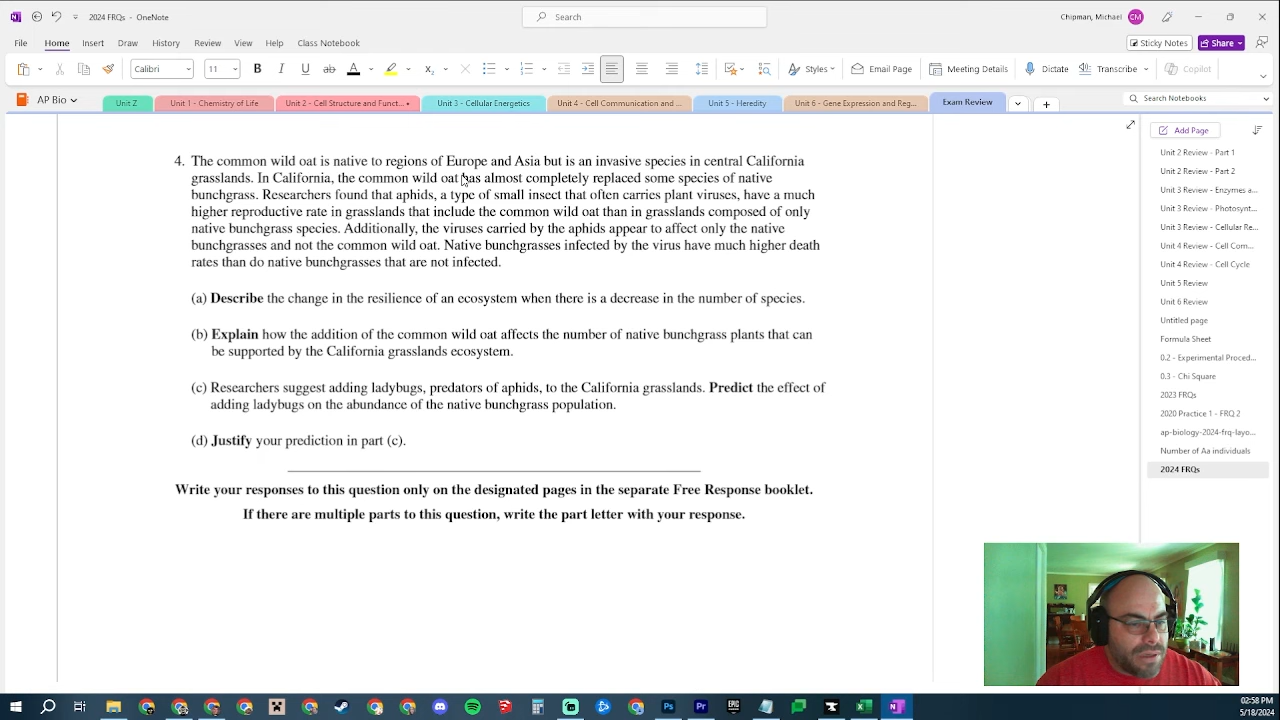 2024 FRQs - OneNote
Search
Chipman, Michael
CM
File Home Insert Draw History Review View Help Class Notebook
Sticky Notes
Share
Calibri 11 B I U ab A
Styles
Email Page
Meeting Details
Dictate
Transcribe
Copilot
AP Bio
Unit Z
Unit 1 - Chemistry of Life
Unit 2 - Cell Structure and Funct...
Unit 3 - Cellular Energetics
Unit 4 - Cell Communication and ...
Unit 5 - Heredity
Unit 6 - Gene Expression and Reg...
Exam Review
Search Notebooks
4. The common wild oat is native to regions of Europe and Asia but is an invasive species in central California
grasslands. In California, the common wild oat has almost completely replaced some species of native
bunchgrass. Researchers found that aphids, a type of small insect that often carries plant viruses, have a much
higher reproductive rate in grasslands that include the common wild oat than in grasslands composed of only
native bunchgrass species. Additionally, the viruses carried by the aphids appear to affect only the native
bunchgrasses and not the common wild oat. Native bunchgrasses infected by the virus have much higher death
rates than do native bunchgrasses that are not infected.
(a) Describe the change in the resilience of an ecosystem when there is a decrease in the number of species.
(b) Explain how the addition of the common wild oat affects the number of native bunchgrass plants that can
be supported by the California grasslands ecosystem.
(c) Researchers suggest adding ladybugs, predators of aphids, to the California grasslands. Predict the effect of
adding ladybugs on the abundance of the native bunchgrass population.
(d) Justify your prediction in part (c).
Write your responses to this question only on the designated pages in the separate Free Response booklet.
If there are multiple parts to this question, write the part letter with your response.
Add Page
Unit 2 Review - Part 1
Unit 2 Review - Part 2
Unit 3 Review - Enzymes a...
Unit 3 Review - Photosynt...
Unit 3 Review - Cellular Re...
Unit 4 Review - Cell Com...
Unit 4 Review - Cell Cycle
Unit 5 Review
Unit 6 Review
Untitled page
Formula Sheet
0.2 - Experimental Proced...
0.3 - Chi Square
2023 FRQs
2020 Practice 1 - FRQ 2
ap-biology-2024-frq-layo...
Number of Aa individuals
2024 FRQs
02:58 PM
5/18/2024